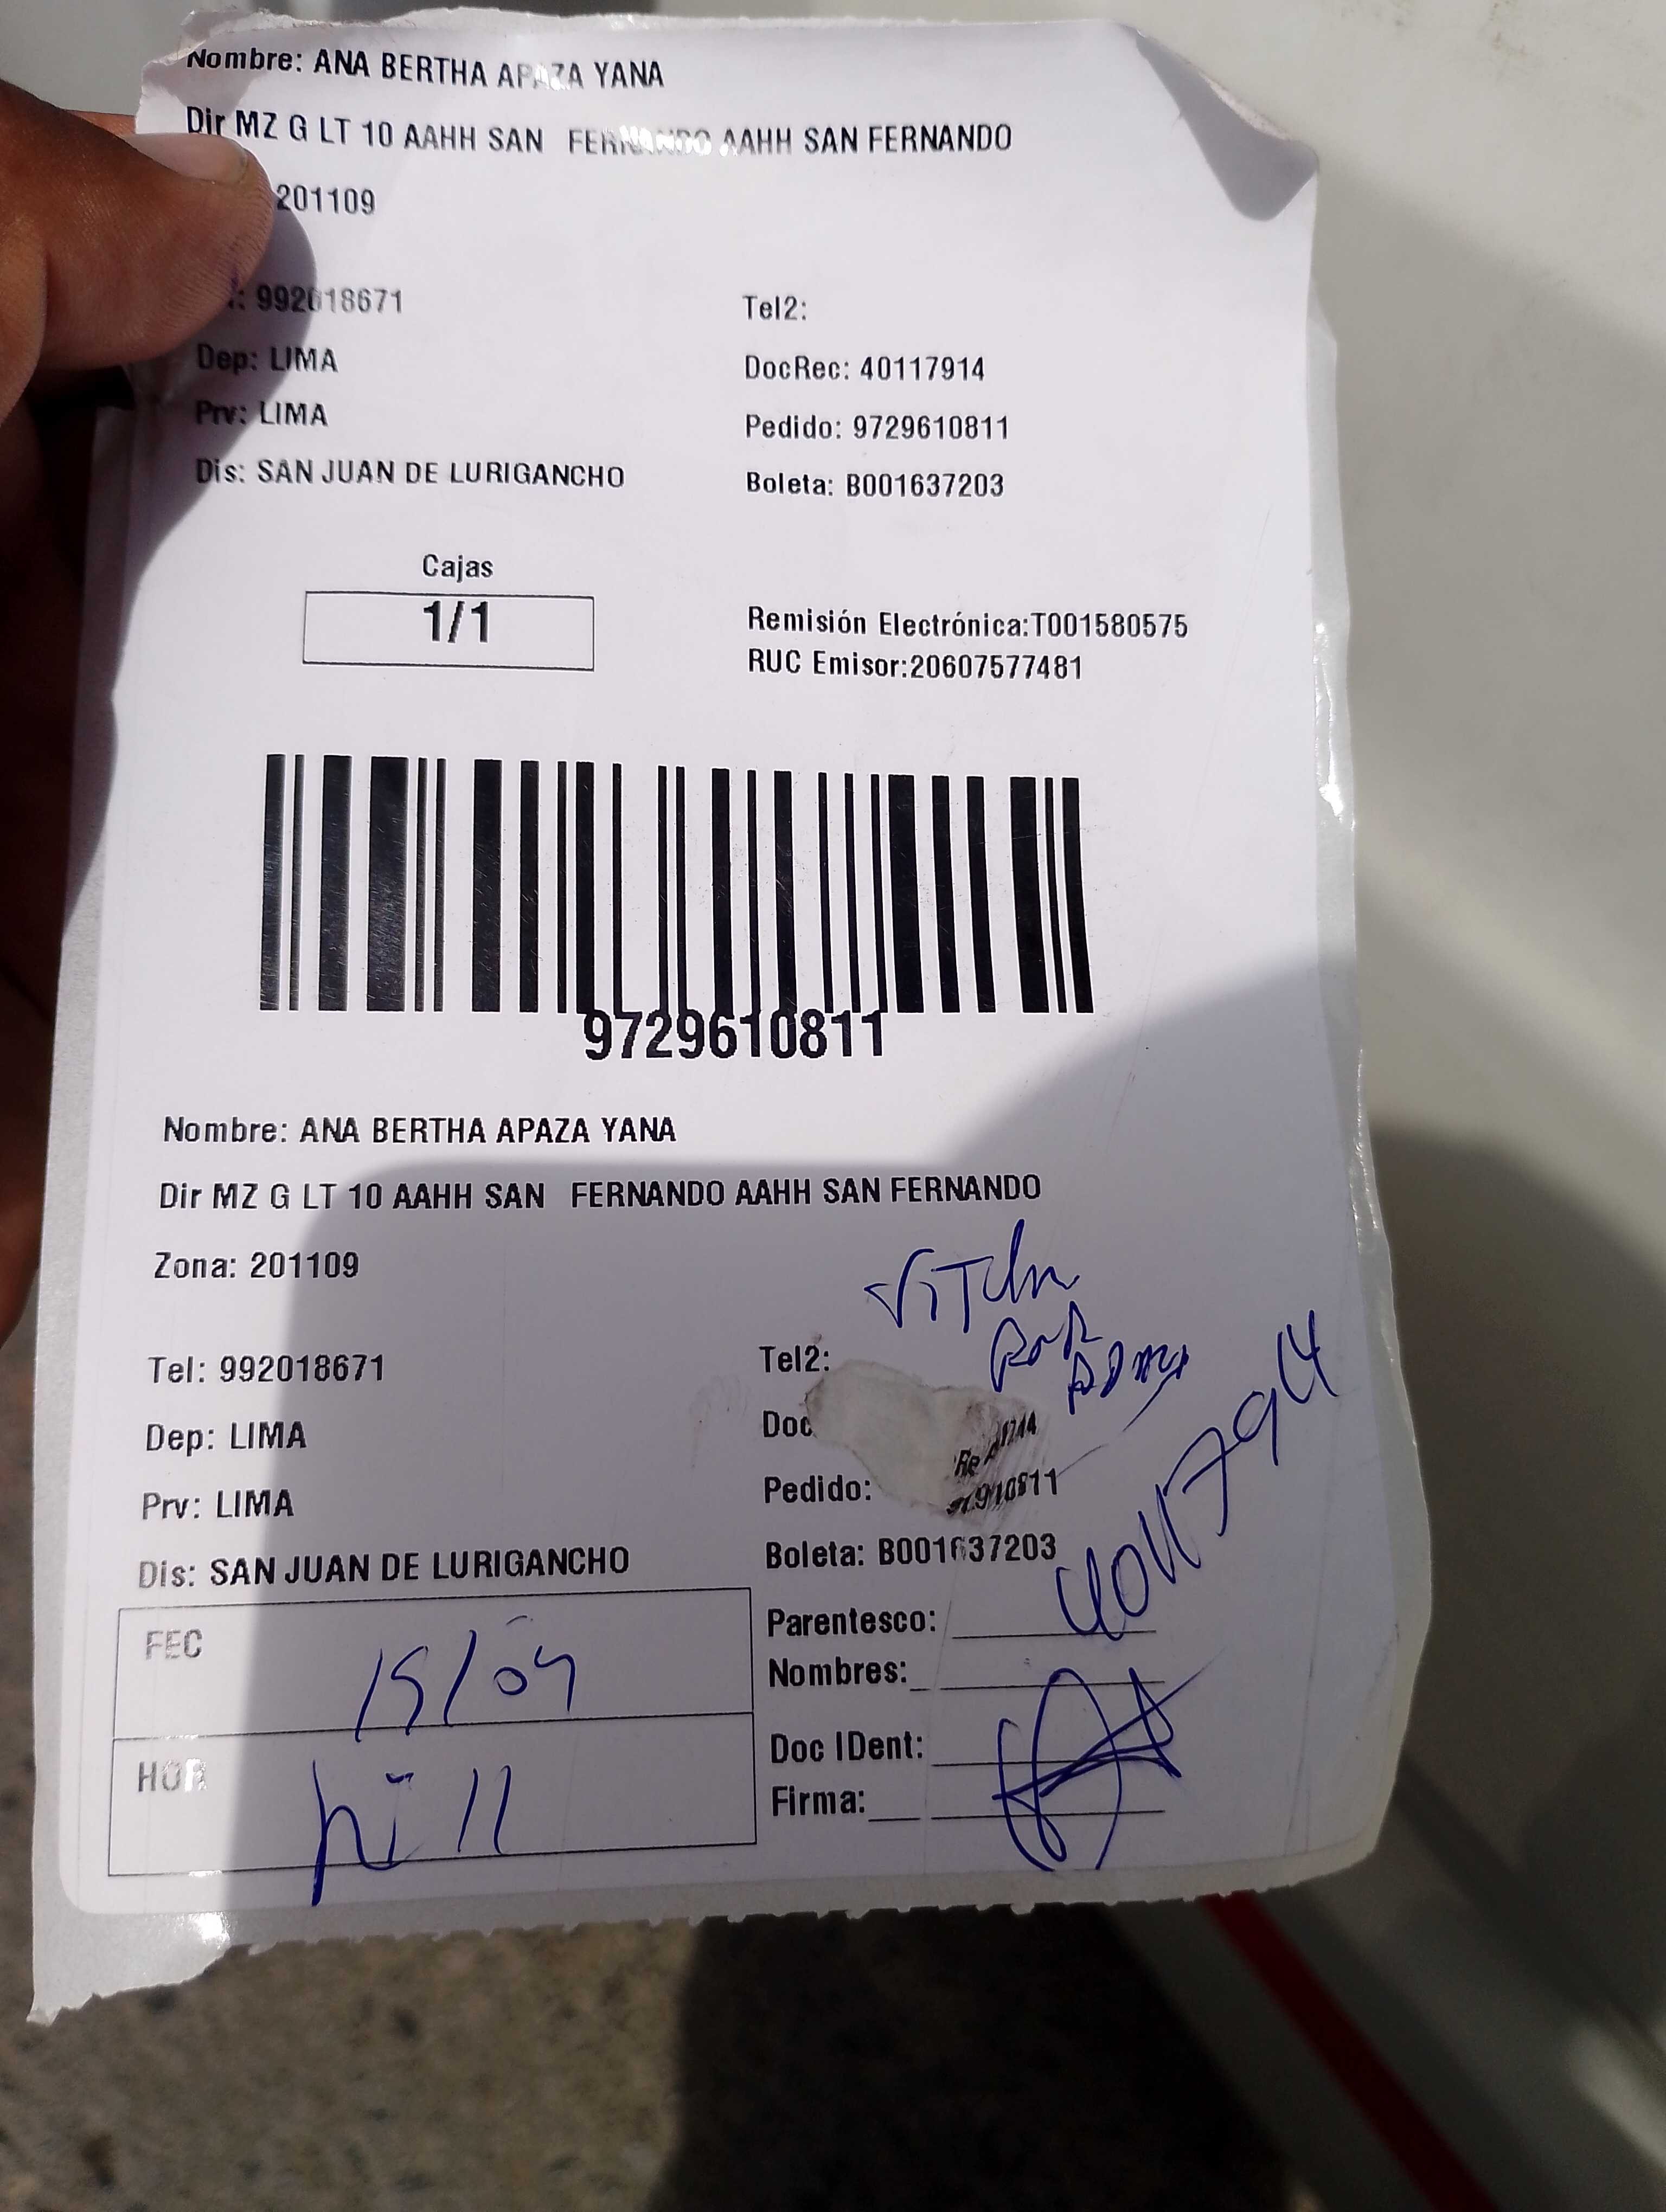 Nombre: ANA BERTHA APAZA YANA
Dir MZ G LT 10 AAHH SAN FERNANDO AAHH SAN FERNANDO
201109
: 992018671
Tel2:
Dep: LIMA
DocRec: 40117914
Prv: LIMA
Pedido: 9729610811
Dis: SAN JUAN DE LURIGANCHO
Boleta: B001637203
Cajas
1/1
Remisión Electrónica:T001580575
RUC Emisor:20607577481
9729610811
Nombre: ANA BERTHA APAZA YANA
Dir MZ G LT 10 AAHH SAN FERNANDO AAHH SAN FERNANDO
Zona: 201109
Tel: 992018671
Tel2:
Dep: LIMA
Doc
Prv: LIMA
Pedido:
Dis: SAN JUAN DE LURIGANCHO
Boleta: B001637203
40117914
FEC 15/04
Parentesco:
Nombres:
HOR
Doc IDent:
Firma: